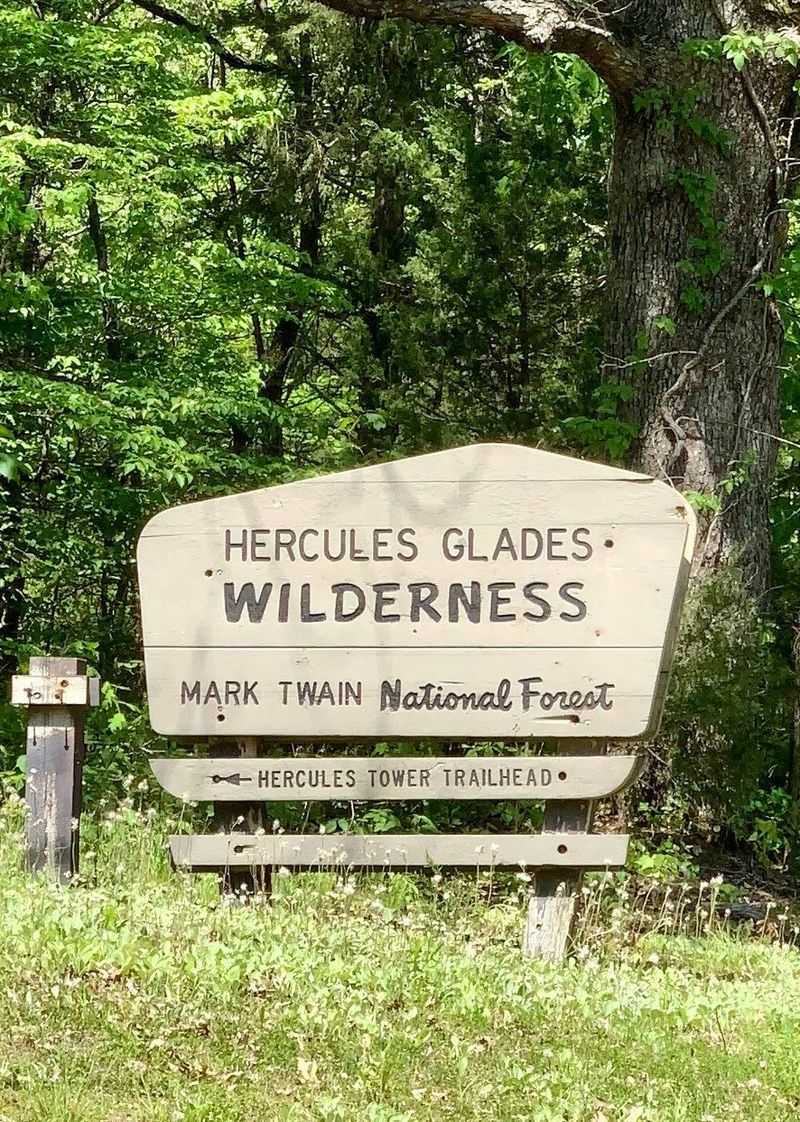 HERCULES GLADES
WILDERNESS
MARK TWAIN National Forest
HERCULES TOWER TRAILHEAD